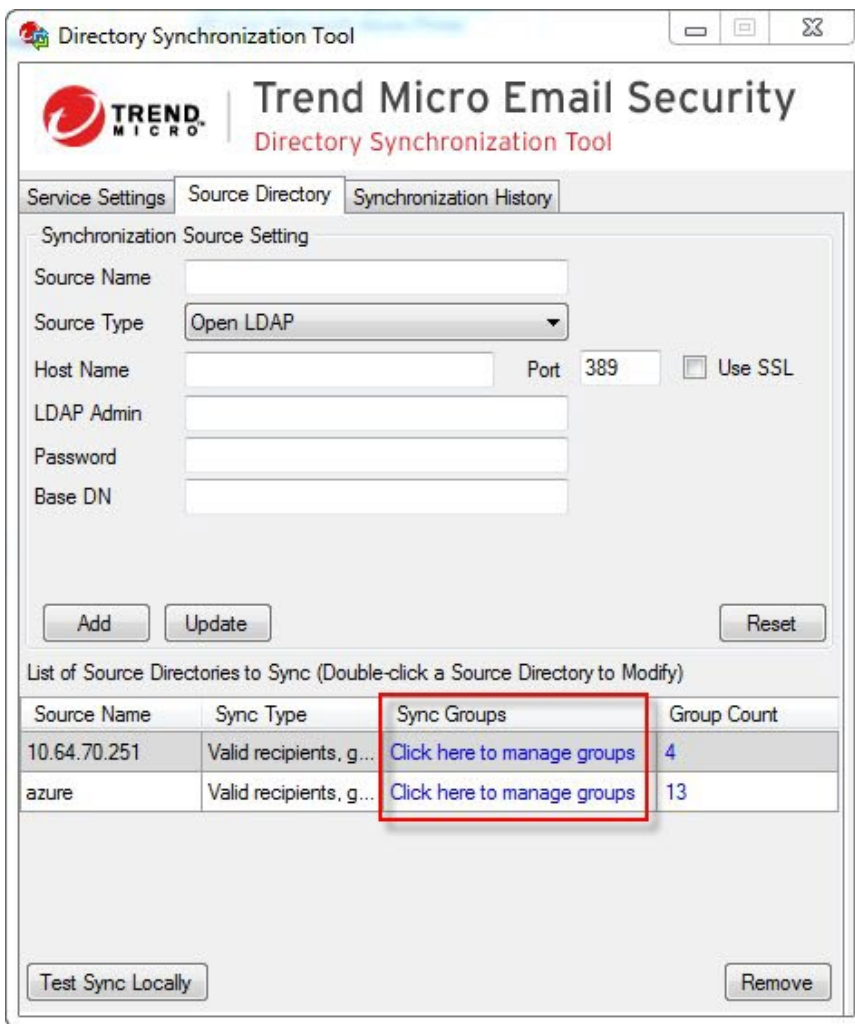 Directory Synchronization Tool
TREND MICRO
Trend Micro Email Security
Directory Synchronization Tool
Service Settings Source Directory Synchronization History
Synchronization Source Setting
Source Name
Source Type Open LDAP
Host Name Port 389 Use SSL
LDAP Admin
Password
Base DN
Add Update Reset
List of Source Directories to Sync (Double-click a Source Directory to Modify)
Source Name Sync Type Sync Groups Group Count
10.64.70.251 Valid recipients, g... Click here to manage groups 4
azure Valid recipients, g... Click here to manage groups 13
Test Sync Locally Remove